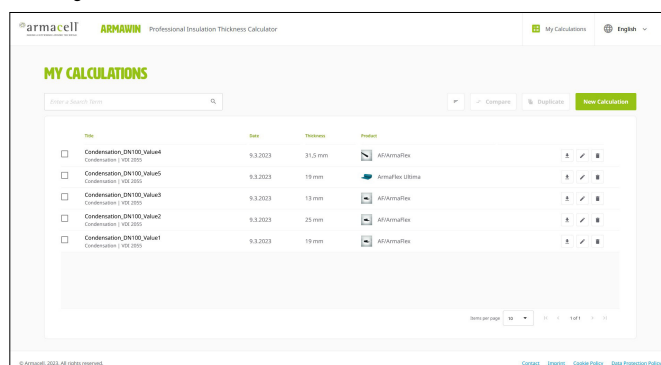 armacell
ARMAWIN Professional Insulation Thickness Calculator My Calculations English
MY CALCULATIONS
Enter a Search Term Compare Duplicate New Calculation
Title Date Thickness Product
Condensation_DN100_Value4 9.3.2023 31,5 mm AF/ArmaFlex
Condensation | VDI 2055
Condensation_DN100_Value5 9.3.2023 19 mm ArmaFlex Ultima
Condensation | VDI 2055
Condensation_DN100_Value3 9.3.2023 13 mm AF/ArmaFlex
Condensation | VDI 2055
Condensation_DN100_Value2 9.3.2023 25 mm AF/ArmaFlex
Condensation | VDI 2055
Condensation_DN100_Value1 9.3.2023 19 mm AF/ArmaFlex
Condensation | VDI 2055
Items per page 10 1 of 1
© Armacell, 2023. All rights reserved. Contact Imprint Cookie Policy Data Protection Policy